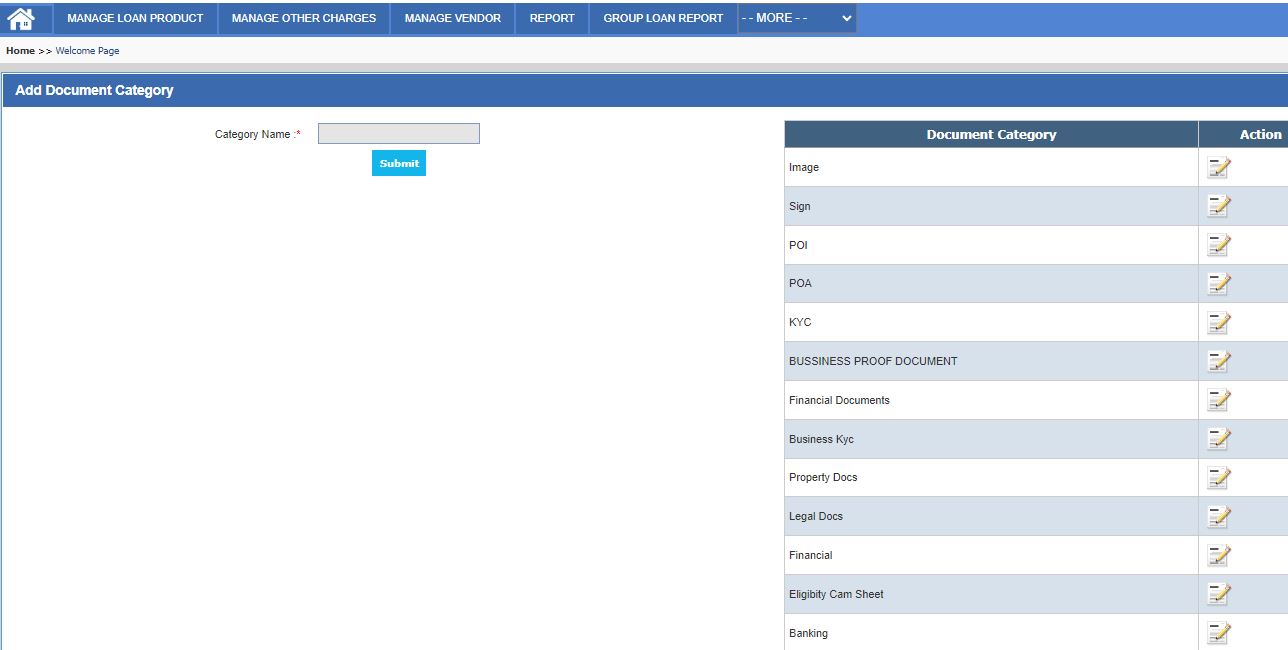 MANAGE LOAN PRODUCT MANAGE OTHER CHARGES MANAGE VENDOR REPORT GROUP LOAN REPORT - - MORE - -
Home >> Welcome Page
Add Document Category
Category Name :*
Submit
Document Category Action
Image
Sign
POI
POA
KYC
BUSSINESS PROOF DOCUMENT
Financial Documents
Business Kyc
Property Docs
Legal Docs
Financial
Eligibity Cam Sheet
Banking